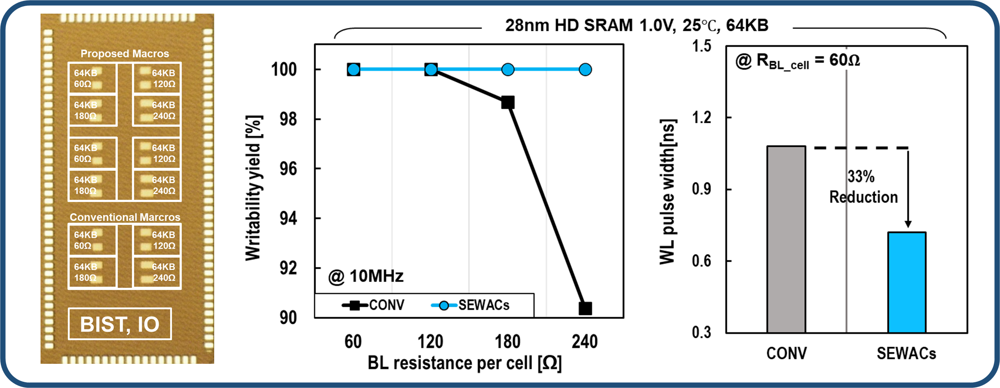 Proposed Macros
64KB
60Ω
64KB
120Ω
64KB
180Ω
64KB
240Ω
64KB
60Ω
64KB
120Ω
64KB
180Ω
64KB
240Ω
Conventional Marcros
64KB
60Ω
64KB
120Ω
64KB
180Ω
64KB
240Ω
BIST, IO
28nm HD SRAM 1.0V, 25℃, 64KB
Writability yield [%]
100
98
96
94
92
90
@ 10MHz
CONV
SEWACs
60
120
180
240
BL resistance per cell [Ω]
WL pulse width[ns]
1.5
1.2
0.9
0.6
0.3
@ RBL_cell = 60Ω
33%
Reduction
CONV
SEWACs